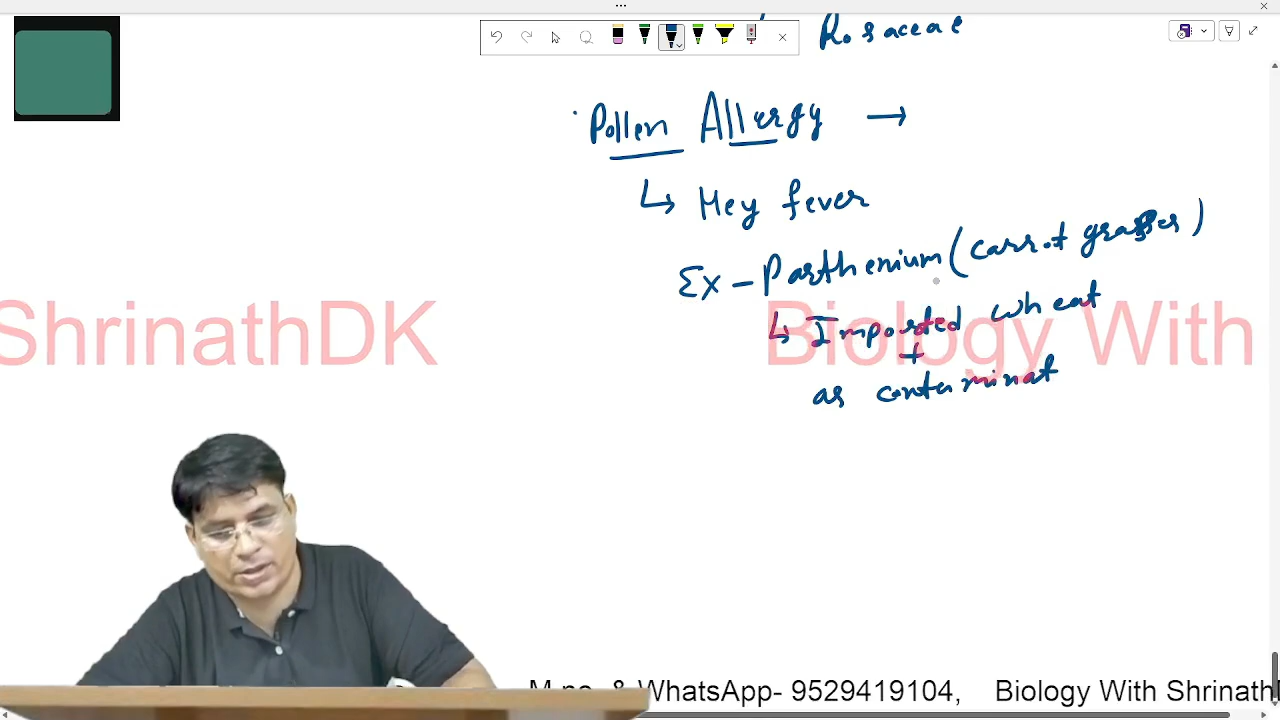 Rosaceae
Pollen Allergy →
↳ Hey fever
Ex - Parthenium (carrot grasses)
↳ Imported wheat
+
as conterminat
ShrinathDK Biology With
M.no. & WhatsApp- 9529419104, Biology With Shrinath